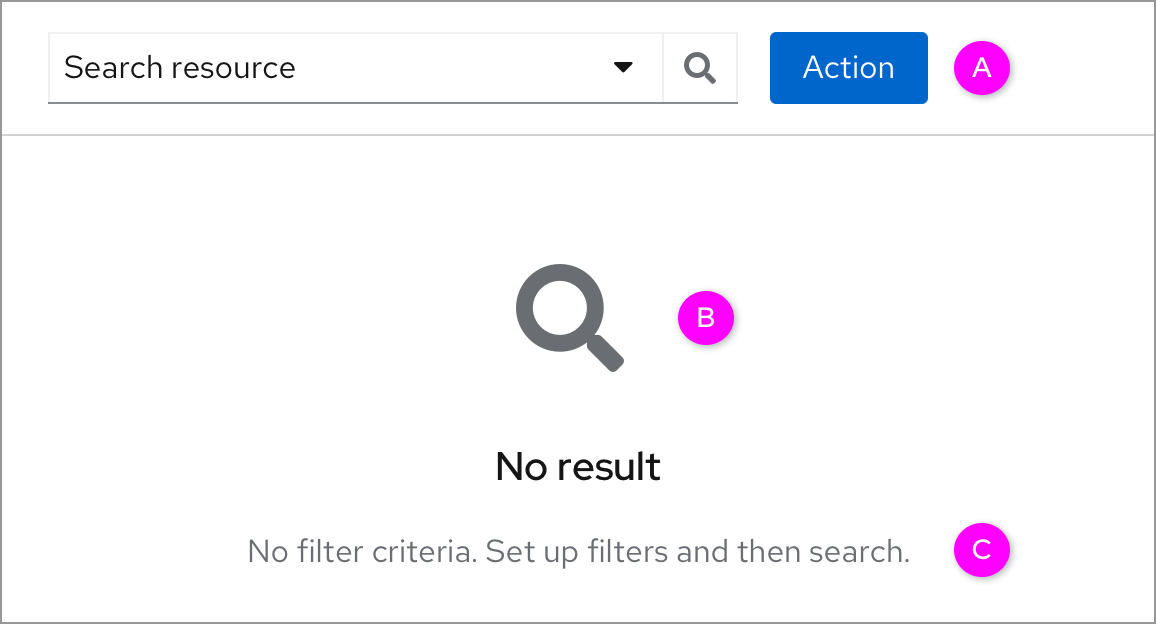 Search resource
Action
A
B
No result
No filter criteria. Set up filters and then search.
C